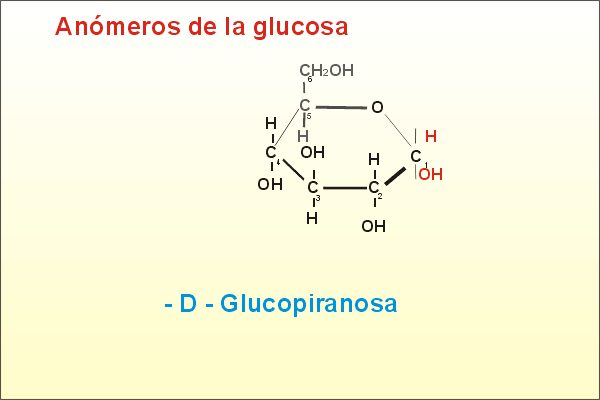 Anómeros de la glucosa
CH2OH
6
C
5
O
H
H
H
C
4
OH
H
C
1
OH
OH
C
3
C
2
H
OH
- D - Glucopiranosa